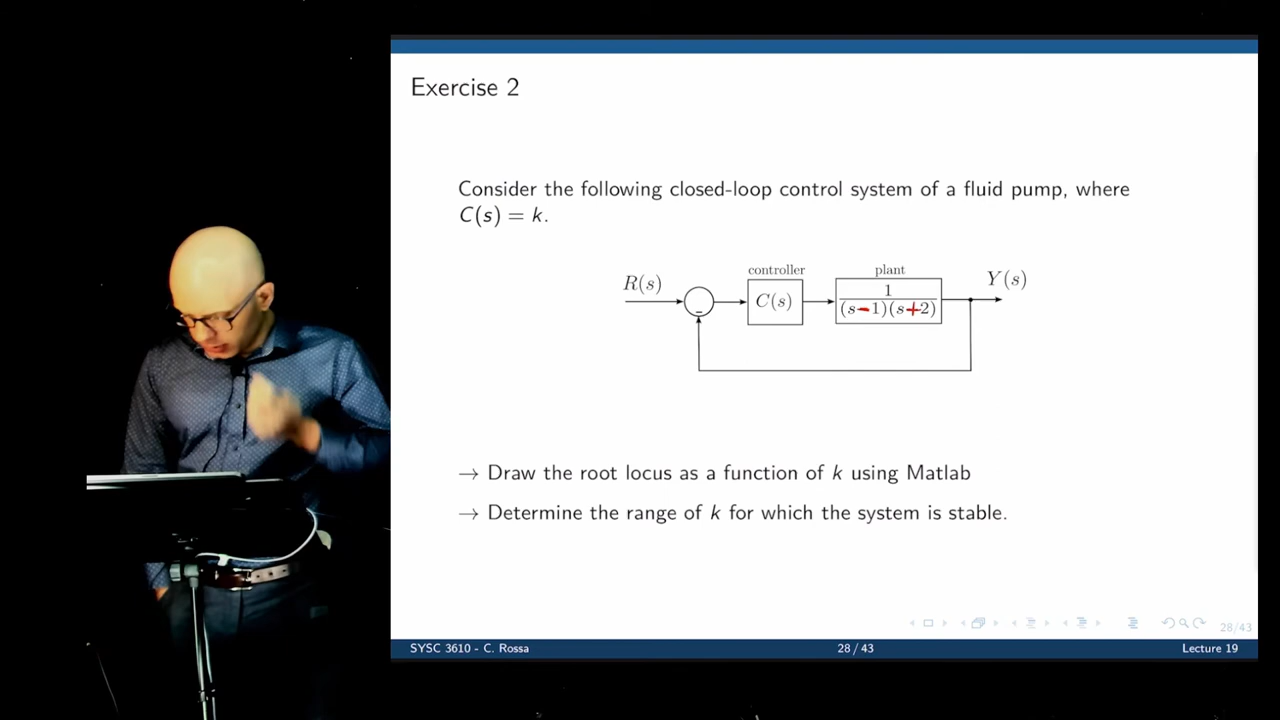 Exercise 2
Consider the following closed-loop control system of a fluid pump, where
C(s) = k.
controller
plant
R(s)
C(s)
1
(s-1)(s+2)
Y(s)
-
→ Draw the root locus as a function of k using Matlab
→ Determine the range of k for which the system is stable.
28/43
SYSC 3610 - C. Rossa
28 / 43
Lecture 19